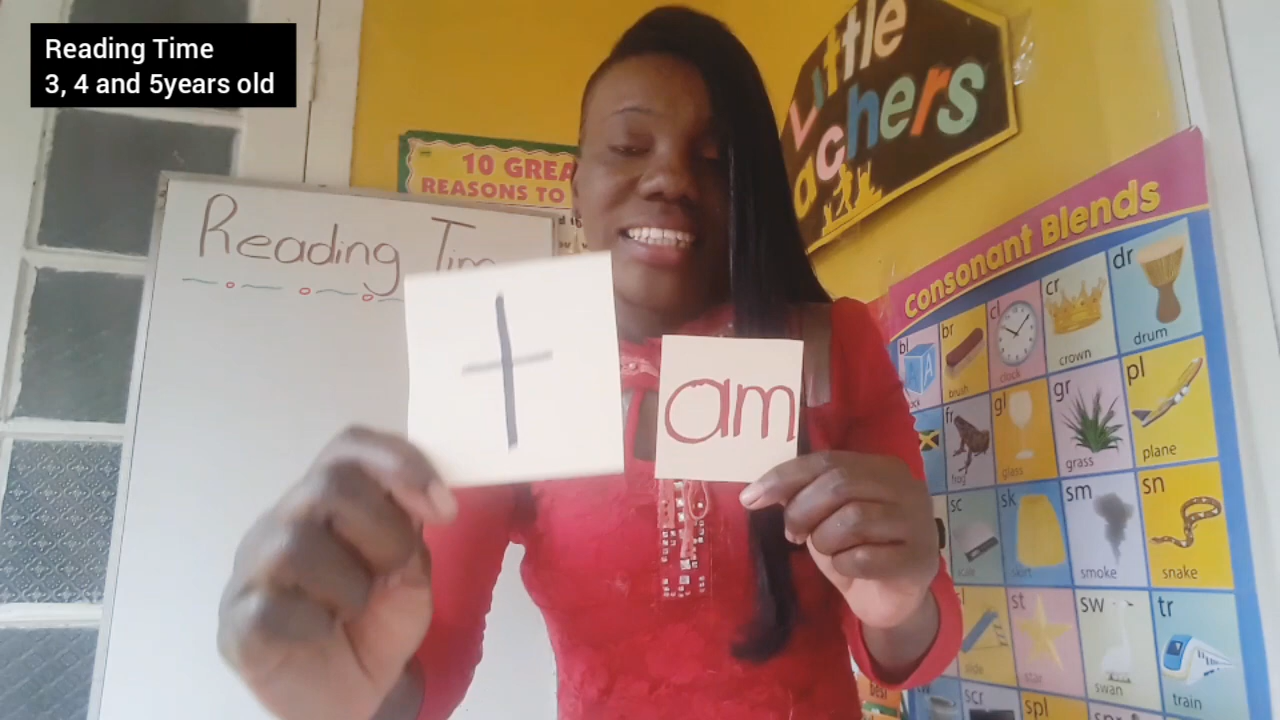 Reading Time
3, 4 and 5years old
Little
achers
10 GREA
REASONS TO
Reading Tim
t
am
Consonant Blends
bl
br
brush
cl
clock
cr
crown
dr
drum
fr
frog
gl
glass
gr
grass
pl
plane
sc
sk
skirt
sm
smoke
sn
snake
slide
st
star
sw
swan
tr
train
best
scr
spl